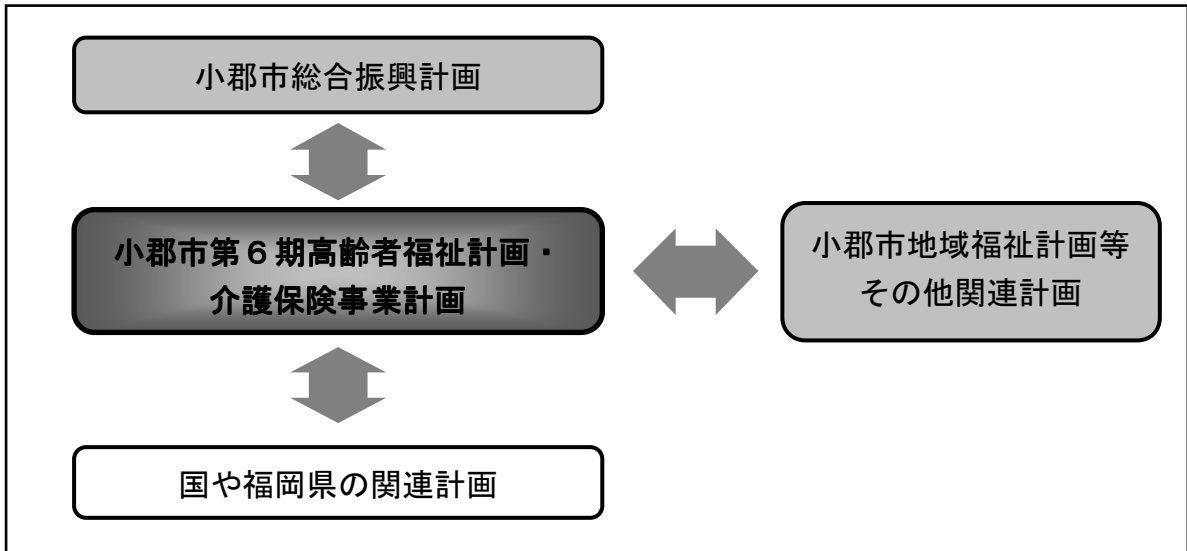 小郡市総合振興計画
小郡市第６期高齢者福祉計画・
介護保険事業計画
小郡市地域福祉計画等
その他関連計画
国や福岡県の関連計画